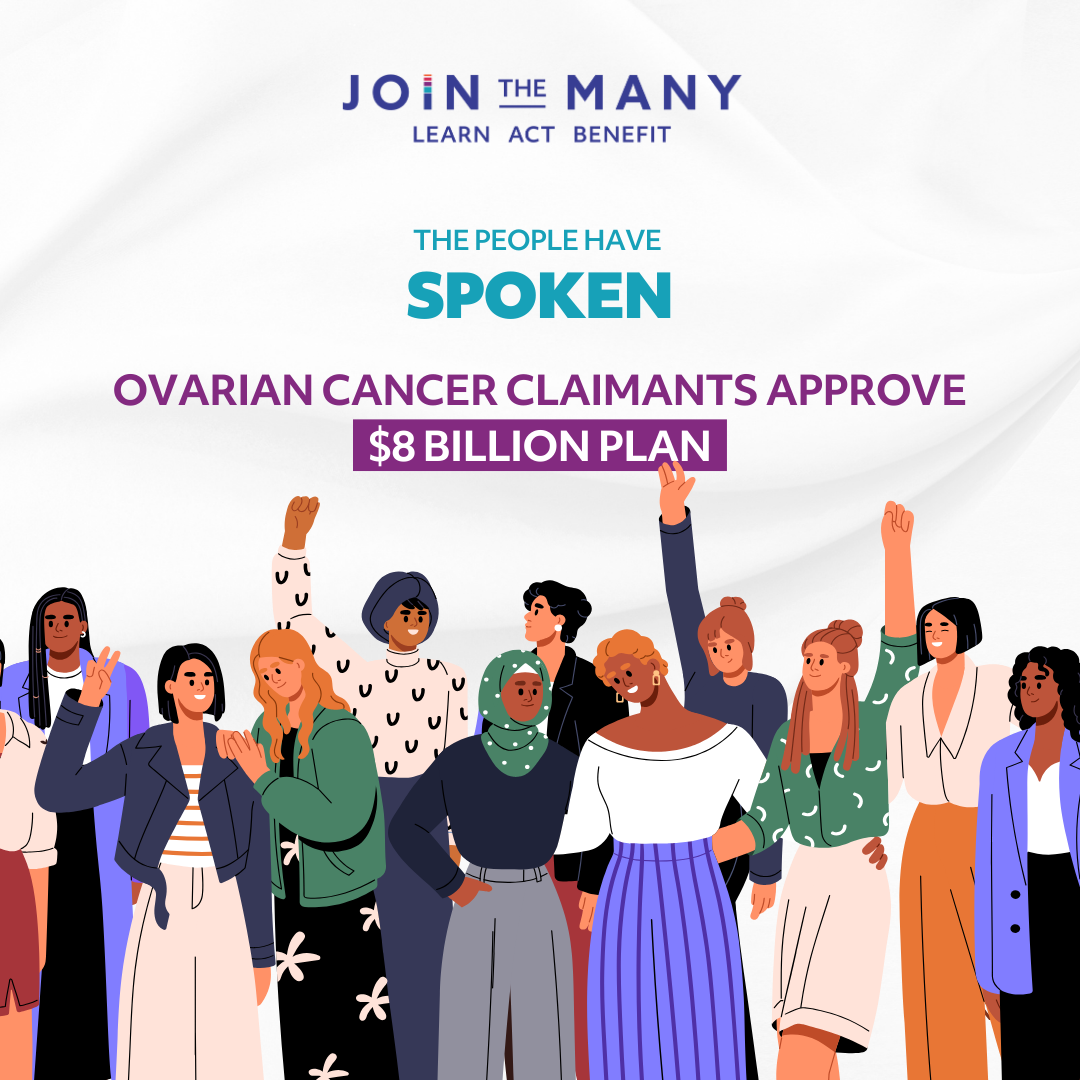 JOIN THE MANY
LEARN ACT BENEFIT
THE PEOPLE HAVE
SPOKEN
OVARIAN CANCER CLAIMANTS APPROVE
$8 BILLION PLAN